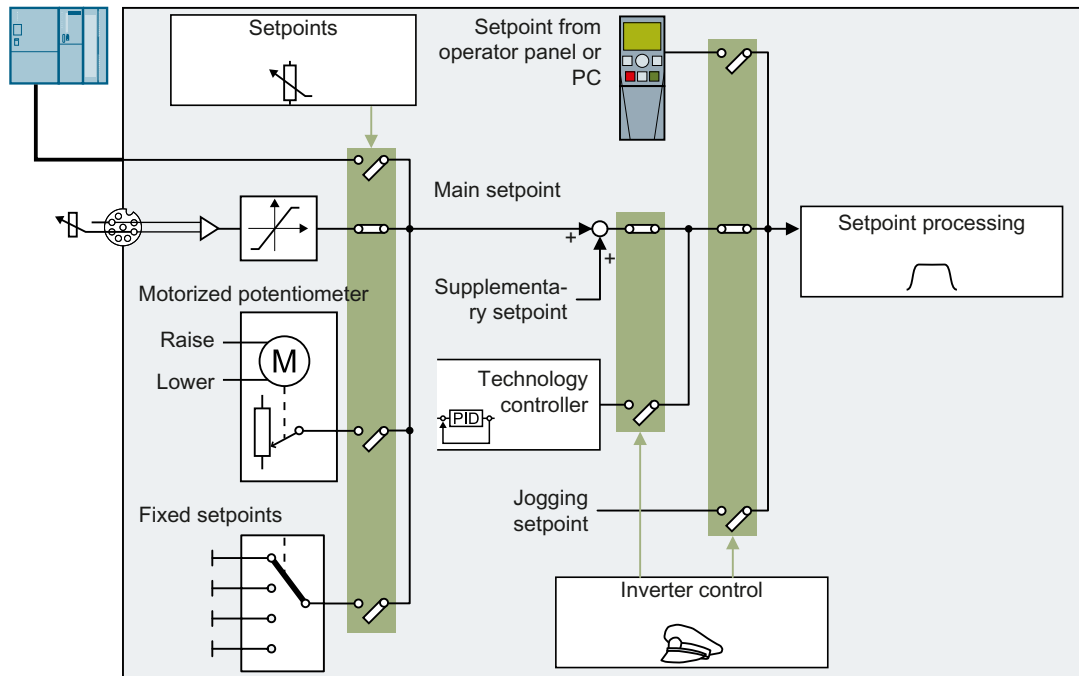 Setpoints
Setpoint from
operator panel or
PC
Main setpoint
+
+
Setpoint processing
Supplementa-
ry setpoint
Motorized potentiometer
Raise
M
Lower
Technology
controller
PID
Jogging
setpoint
Fixed setpoints
Inverter control